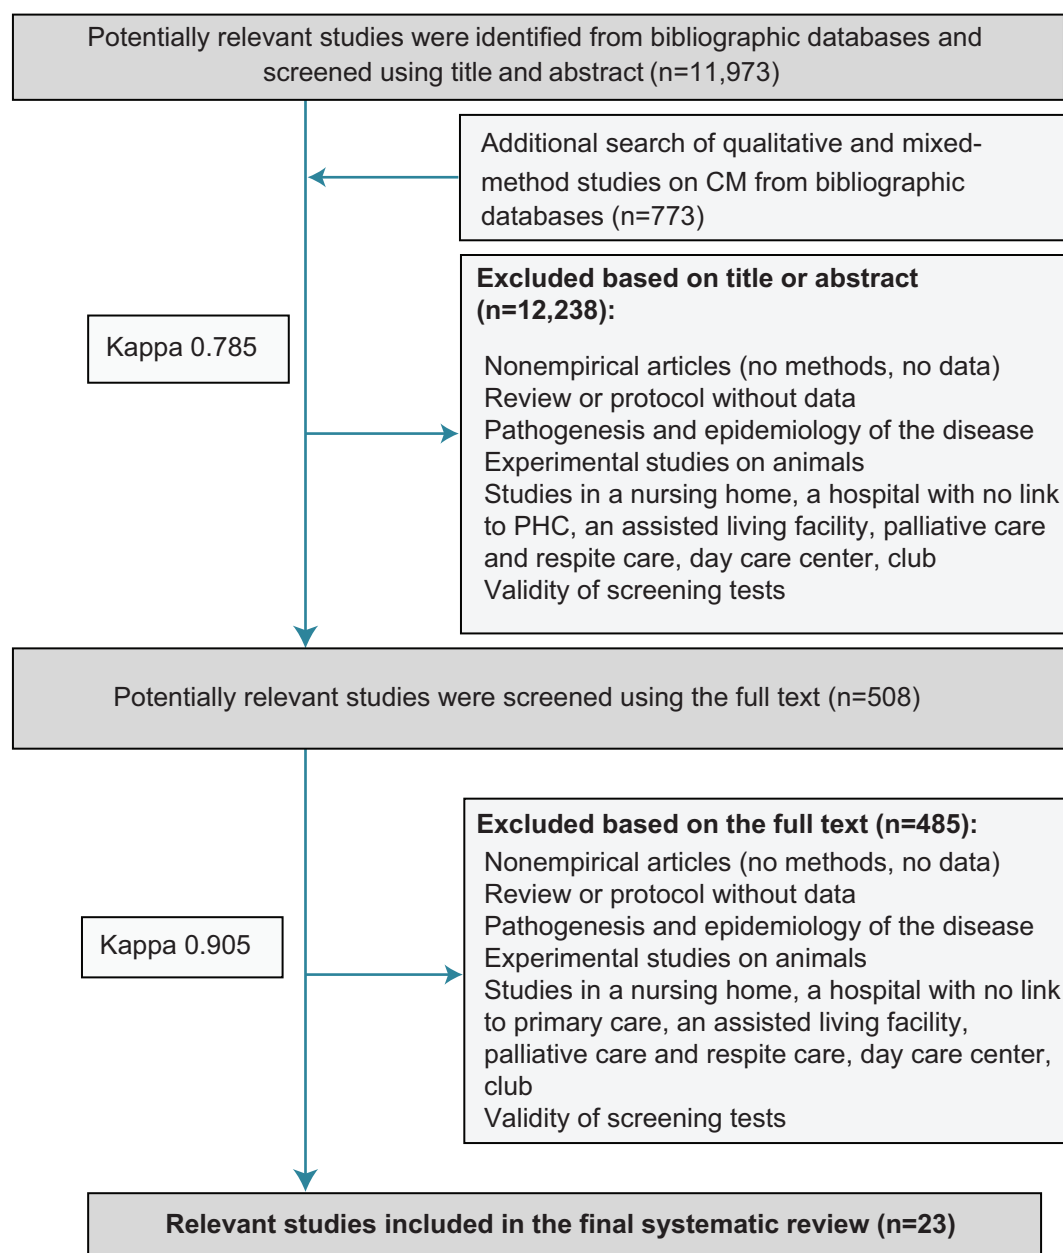 Potentially relevant studies were identified from bibliographic databases and
screened using title and abstract (n=11,973)
Additional search of qualitative and mixed-
method studies on CM from bibliographic
databases (n=773)
Excluded based on title or abstract
(n=12,238):
Kappa 0.785
Nonempirical articles (no methods, no data)
Review or protocol without data
Pathogenesis and epidemiology of the disease
Experimental studies on animals
Studies in a nursing home, a hospital with no link
to PHC, an assisted living facility, palliative care
and respite care, day care center, club
Validity of screening tests
Potentially relevant studies were screened using the full text (n=508)
Excluded based on the full text (n=485):
Nonempirical articles (no methods, no data)
Review or protocol without data
Pathogenesis and epidemiology of the disease
Kappa 0.905
Experimental studies on animals
Studies in a nursing home, a hospital with no link
to primary care, an assisted living facility,
palliative care and respite care, day care center,
club
Validity of screening tests
Relevant studies included in the final systematic review (n=23)